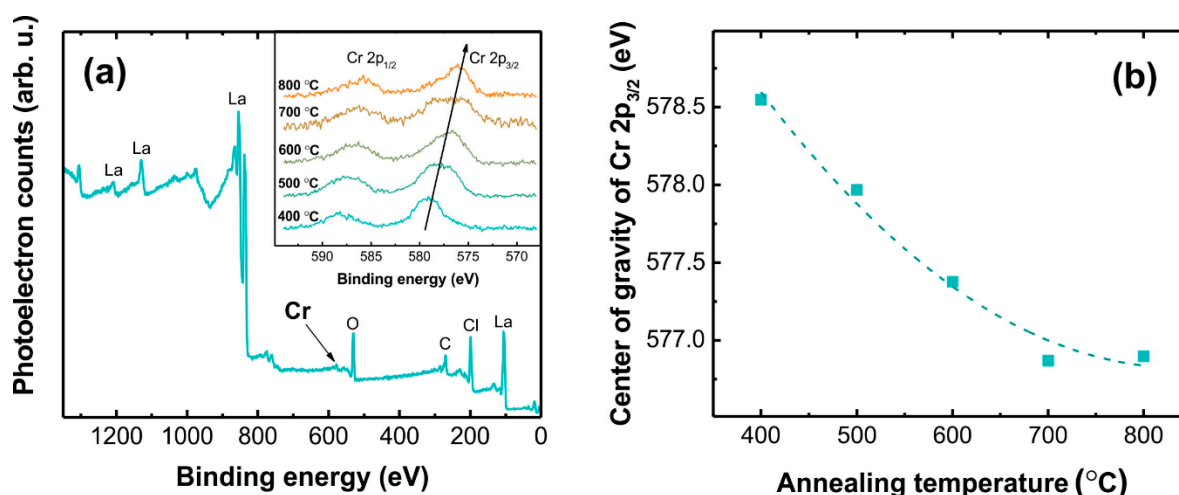 (a)
Photoelectron counts (arb. u.)
La
La
La
Cr
O
C
Cl
La
1200 1000 800 600 400 200 0
Binding energy (eV)
Cr 2p1/2 Cr 2p3/2
800 °C
700 °C
600 °C
500 °C
400 °C
590 585 580 575 570
Binding energy (eV)
(b)
Center of gravity of Cr 2p3/2 (eV)
578.5
578.0
577.5
577.0
400 500 600 700 800
Annealing temperature (°C)